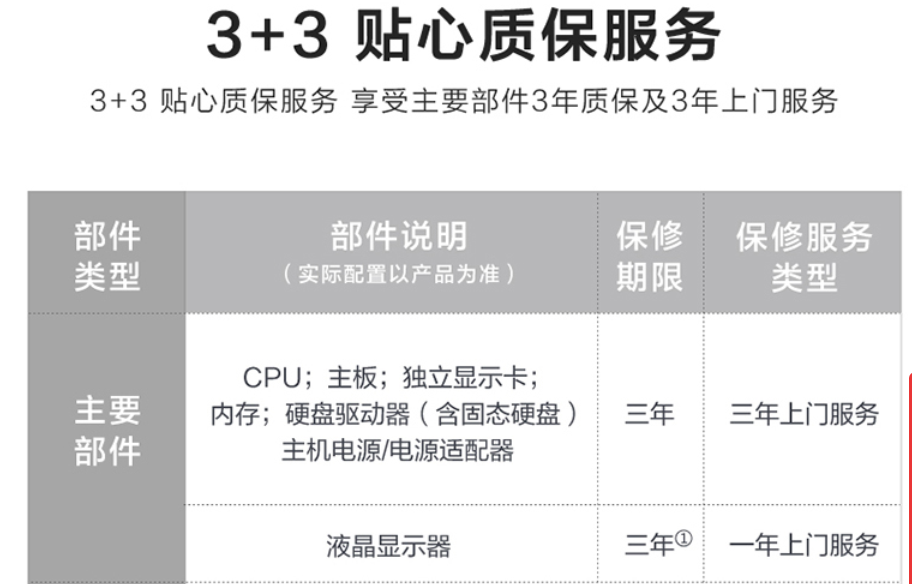 3+3 贴心质保服务
3+3 贴心质保服务 享受主要部件3年质保及3年上门服务
部件
类型
部件说明
（实际配置以产品为准）
保修
期限
保修服务
类型
主要
部件
CPU；主板；独立显示卡；
内存；硬盘驱动器（含固态硬盘）
主机电源/电源适配器
三年
三年上门服务
液晶显示器
三年①
一年上门服务